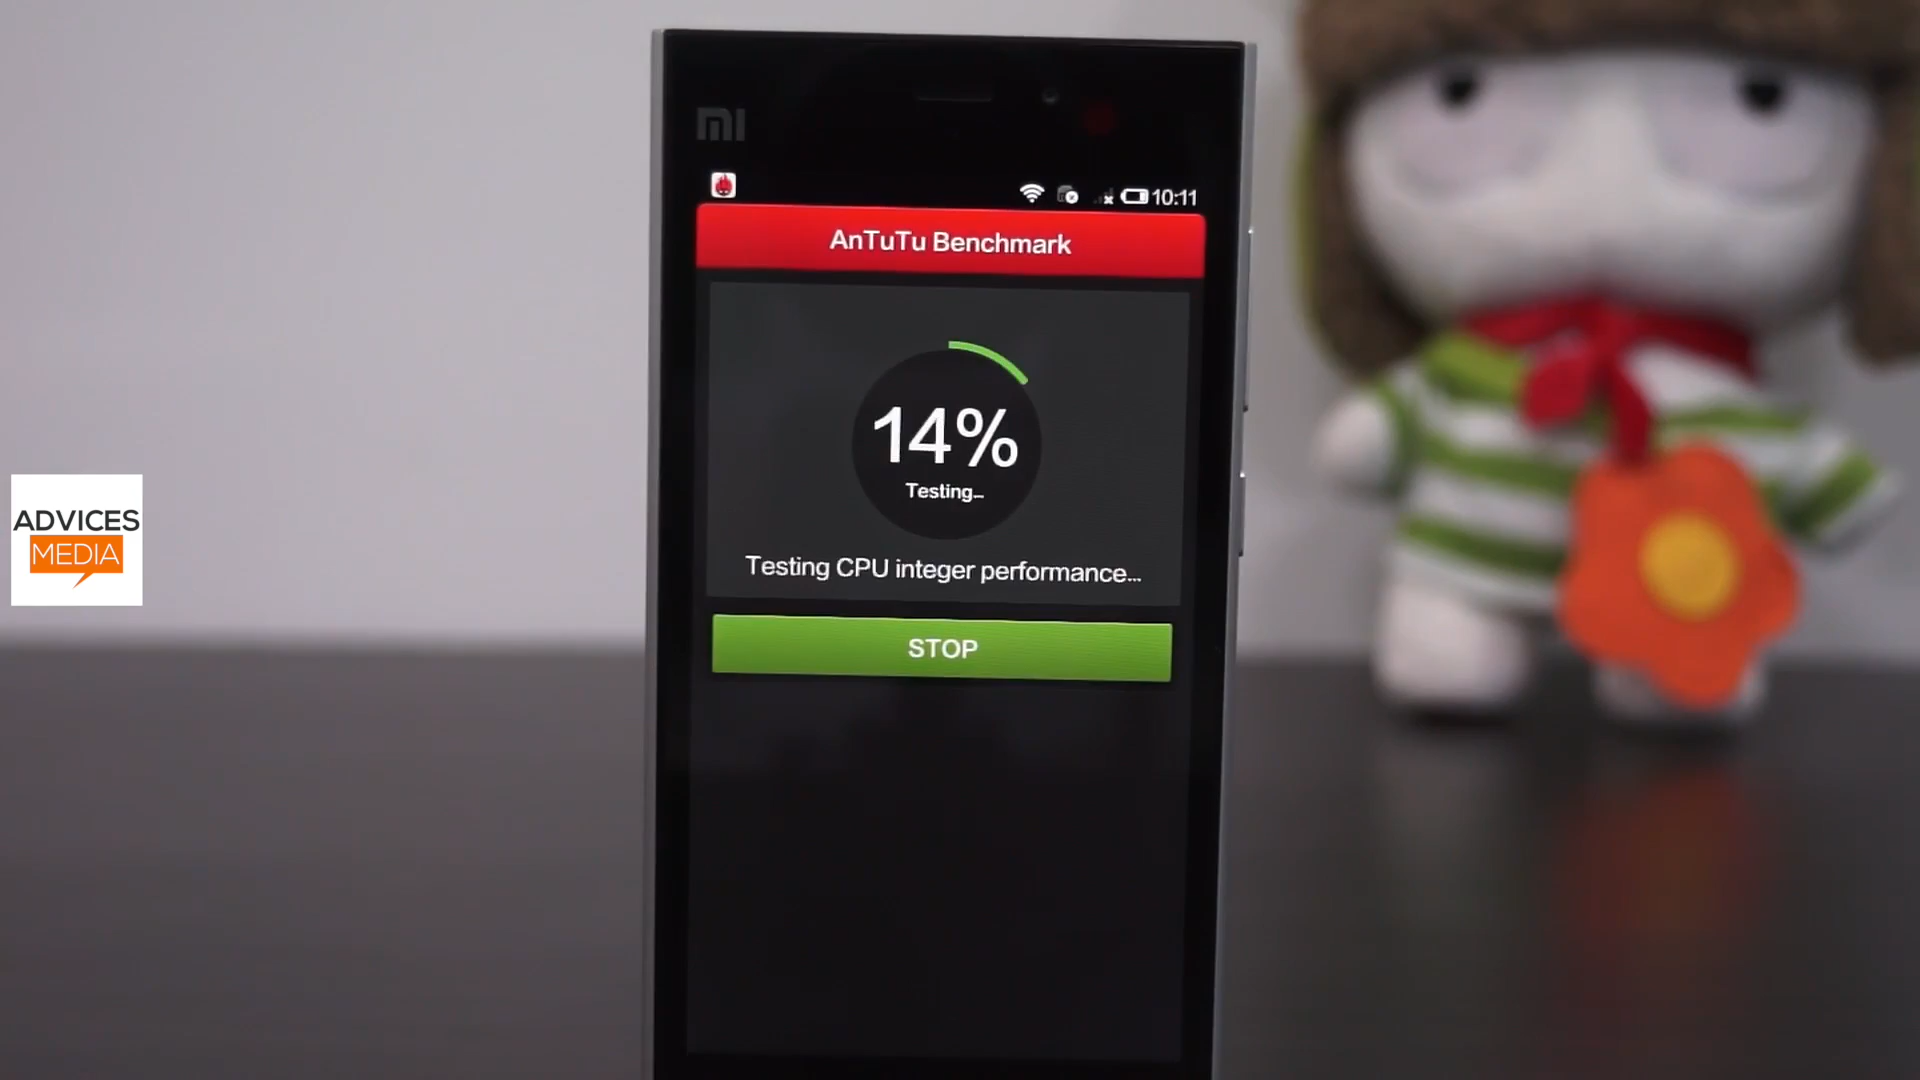 MI
10:11
AnTuTu Benchmark
14%
Testing...
Testing CPU integer performance...
STOP
ADVICES
MEDIA